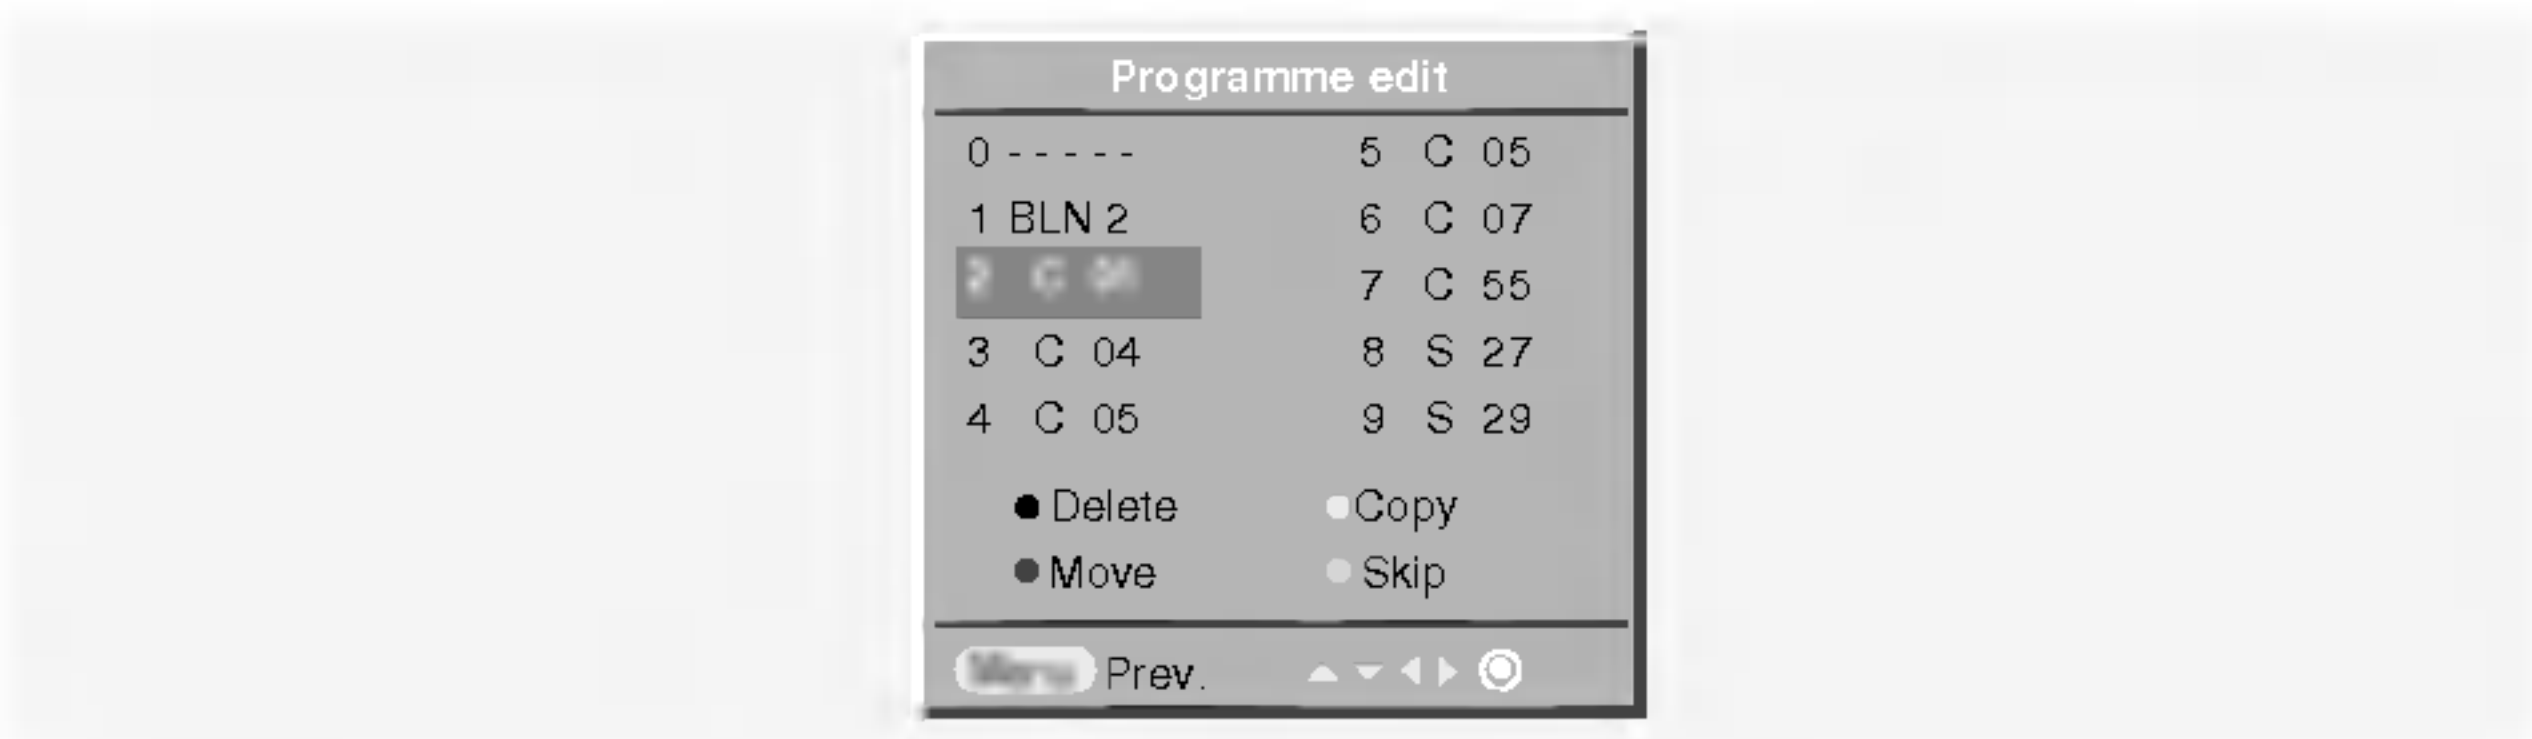 Programme edit
0 - - - - -
1 BLN 2
3 C 04
4 C 05
5 C 05
6 C 07
7 C 55
8 S 27
9 S 29
Delete
Copy
Move
Skip
Prev.